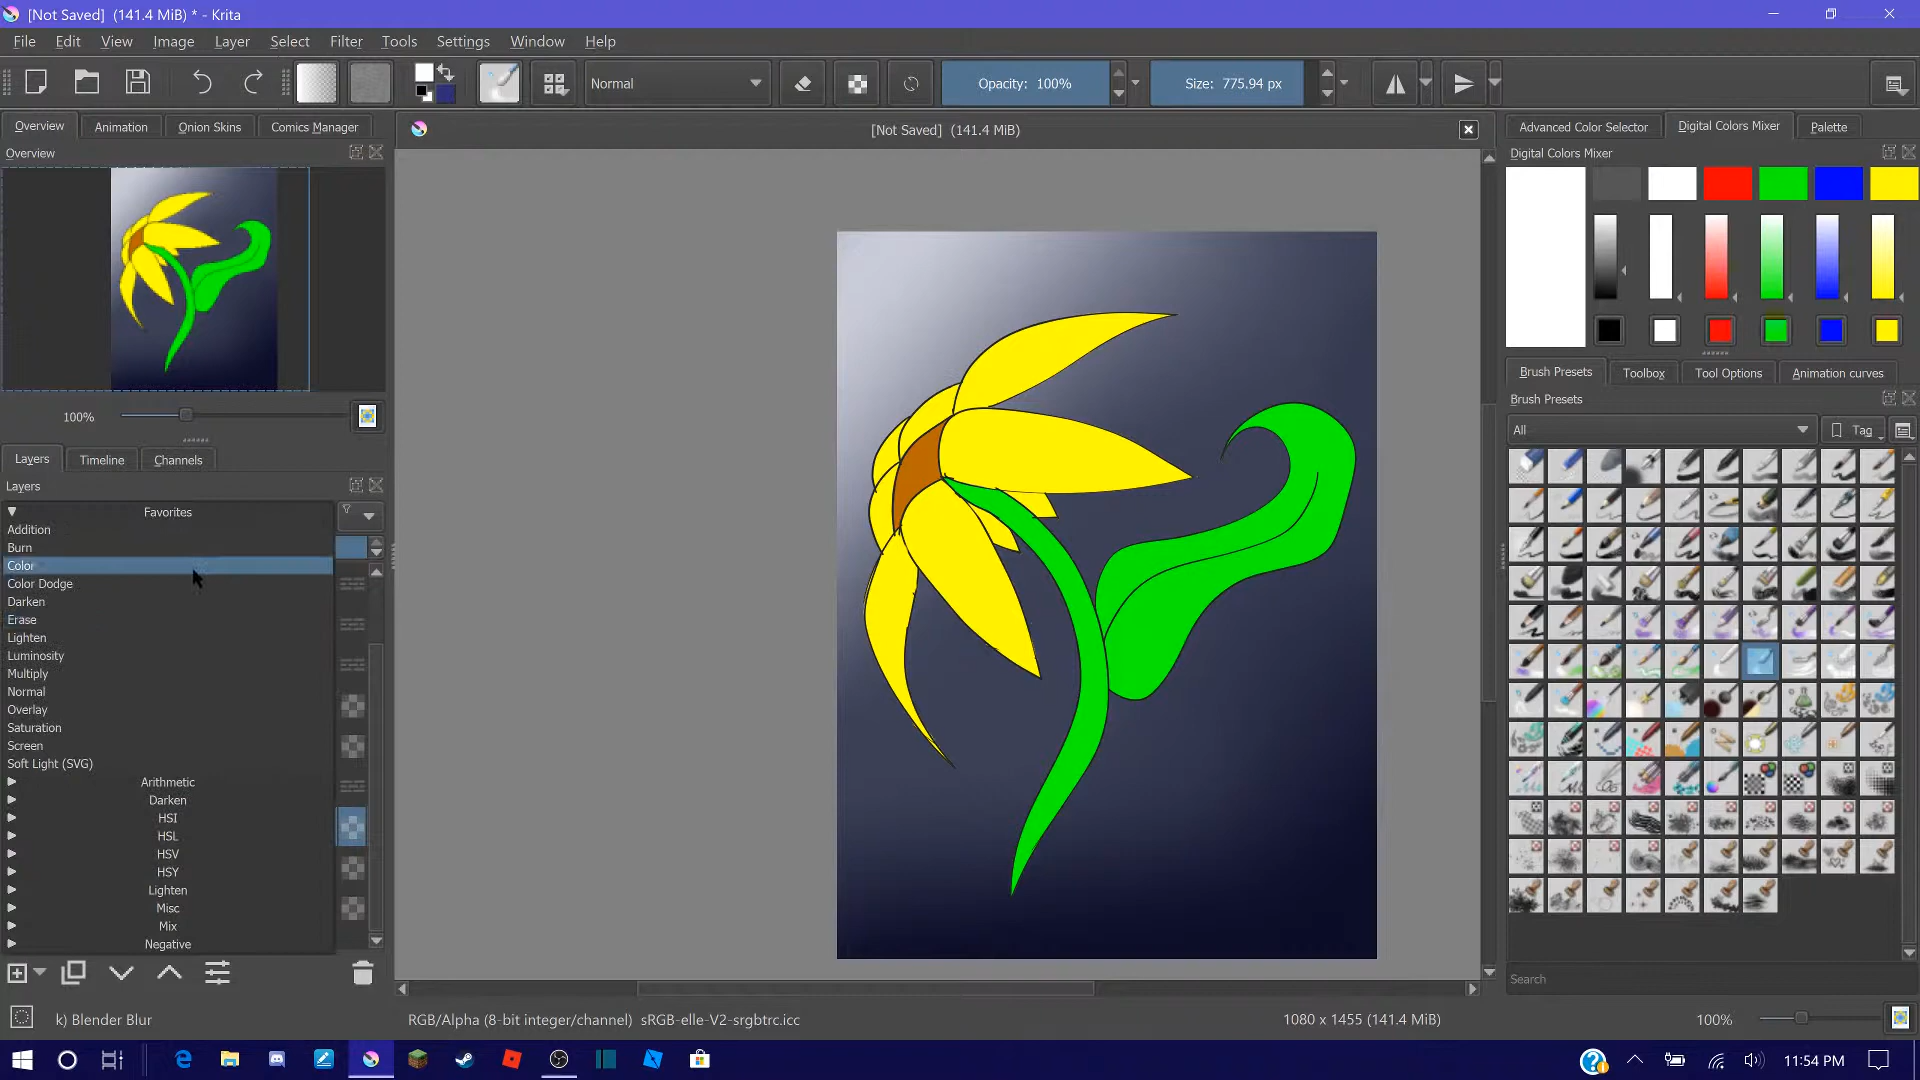 [Not Saved] (141.4 MiB) * - Krita
File Edit View Image Layer Select Filter Tools Settings Window Help
Normal
Opacity: 100%
Size: 775.94 px
Overview Animation Onion Skins Comics Manager
[Not Saved] (141.4 MiB)
Advanced Color Selector Digital Colors Mixer Palette
Overview
Digital Colors Mixer
Brush Presets Toolbox Tool Options Animation curves
Brush Presets
100%
All
Tag
Layers Timeline Channels
Layers
Favorites
Addition
Burn
Color
Color Dodge
Darken
Erase
Lighten
Luminosity
Multiply
Normal
Overlay
Saturation
Screen
Soft Light (SVG)
Arithmetic
Darken
HSI
HSL
HSV
HSY
Lighten
Misc
Mix
Negative
Search
k) Blender Blur
RGB/Alpha (8-bit integer/channel) sRGB-elle-V2-srgbtrc.icc
1080 x 1455 (141.4 MiB)
100%
11:54 PM